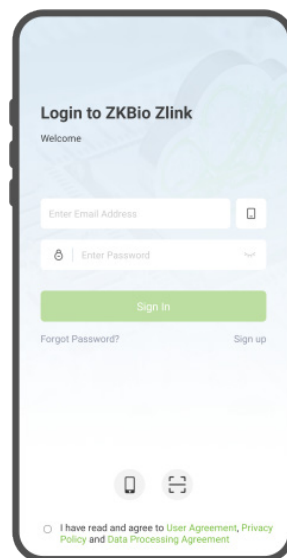 Login to ZKBio Zlink
Welcome
Enter Email Address
Enter Password
Sign In
Forgot Password? Sign up
I have read and agree to User Agreement, Privacy
Policy and Data Processing Agreement